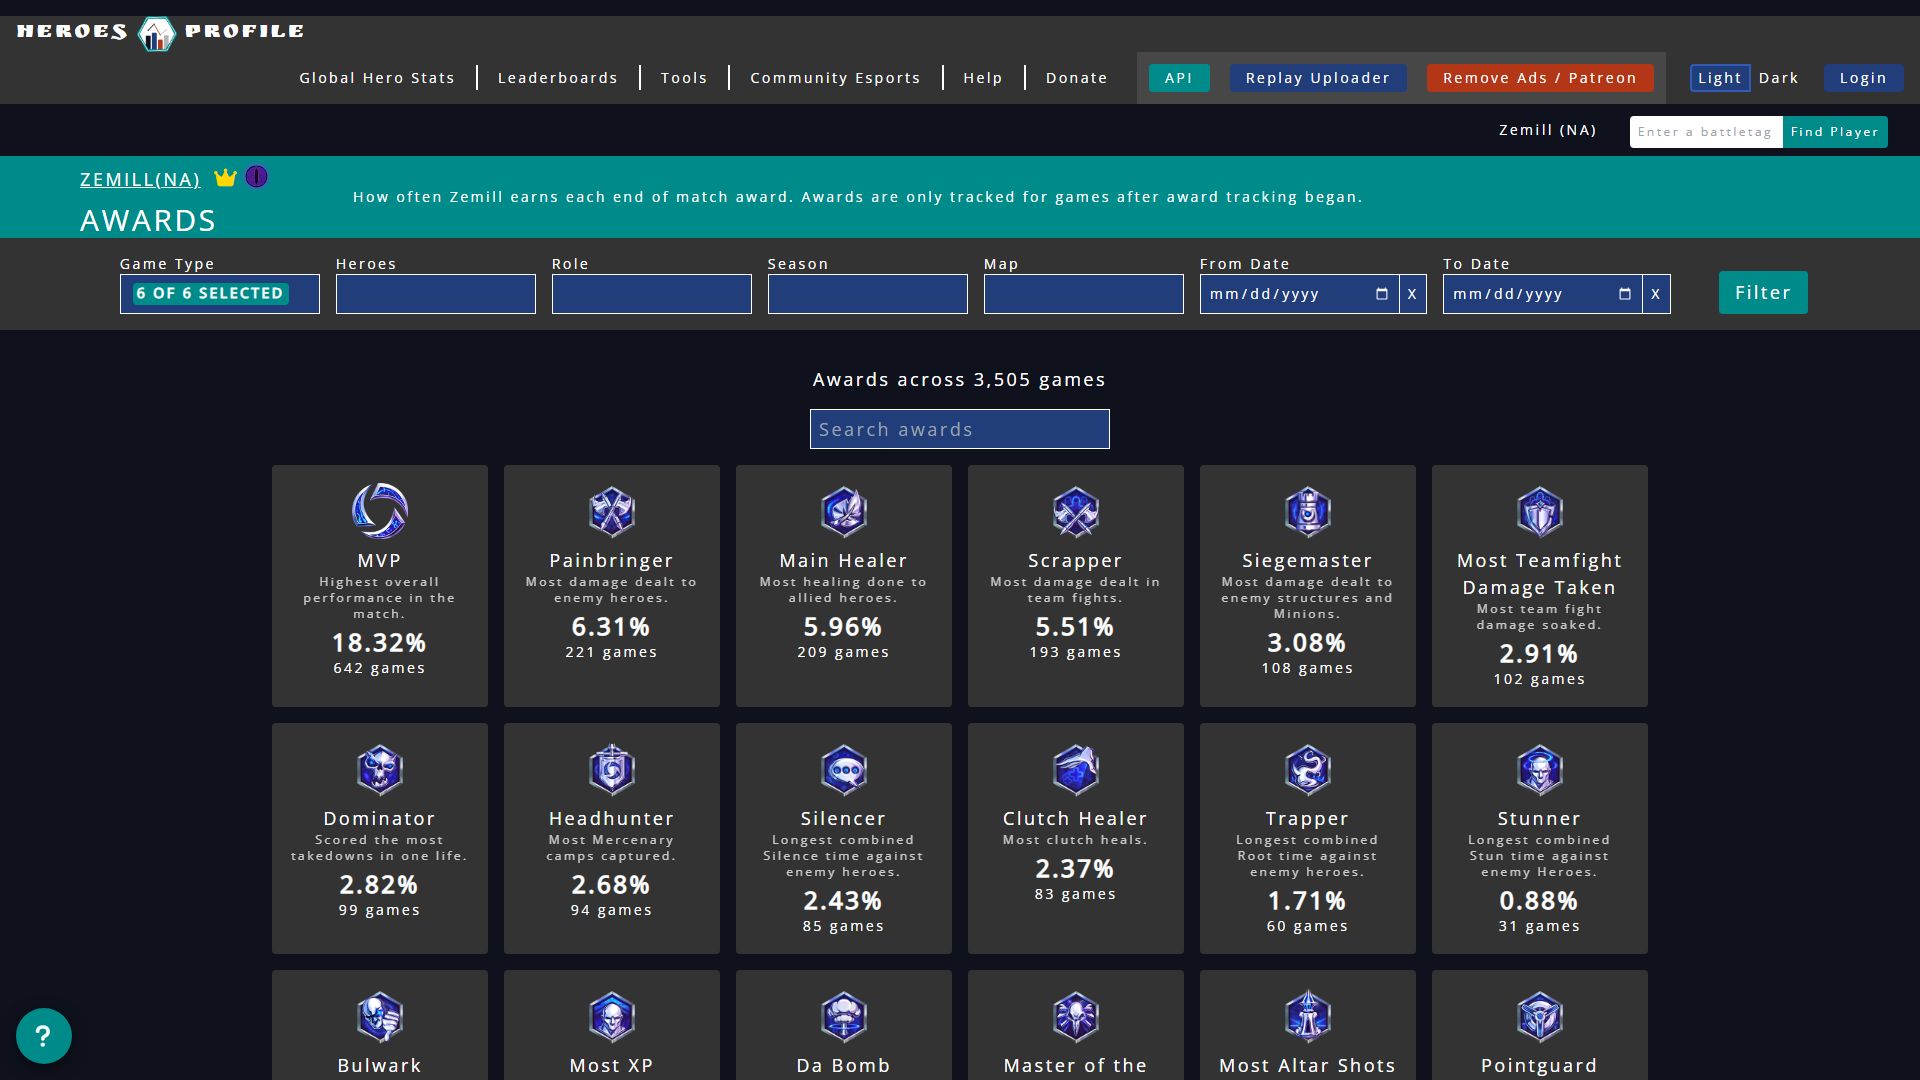 HEROES PROFILE
Global Hero Stats
Leaderboards
Tools
Community Esports
Help
Donate
API
Replay Uploader
Remove Ads / Patreon
Light
Dark
Login
Zemill (NA)
Enter a battletag
Find Player
ZEMILL(NA)
AWARDS
How often Zemill earns each end of match award. Awards are only tracked for games after award tracking began.
Game Type
6 OF 6 SELECTED
Heroes
Role
Season
Map
From Date
mm/dd/yyyy
X
To Date
mm/dd/yyyy
X
Filter
Awards across 3,505 games
Search awards
MVP
Highest overall
performance in the
match.
18.32%
642 games
Painbringer
Most damage dealt to
enemy heroes.
6.31%
221 games
Main Healer
Most healing done to
allied heroes.
5.96%
209 games
Scrapper
Most damage dealt in
team fights.
5.51%
193 games
Siegemaster
Most damage dealt to
enemy structures and
Minions.
3.08%
108 games
Most Teamfight
Damage Taken
Most team fight
damage soaked.
2.91%
102 games
Dominator
Scored the most
takedowns in one life.
2.82%
99 games
Headhunter
Most Mercenary
camps captured.
2.68%
94 games
Silencer
Longest combined
Silence time against
enemy heroes.
2.43%
85 games
Clutch Healer
Most clutch heals.
2.37%
83 games
Trapper
Longest combined
Root time against
enemy heroes.
1.71%
60 games
Stunner
Longest combined
Stun time against
enemy Heroes.
0.88%
31 games
Bulwark
Most XP
Da Bomb
Master of the
Most Altar Shots
Pointguard
?